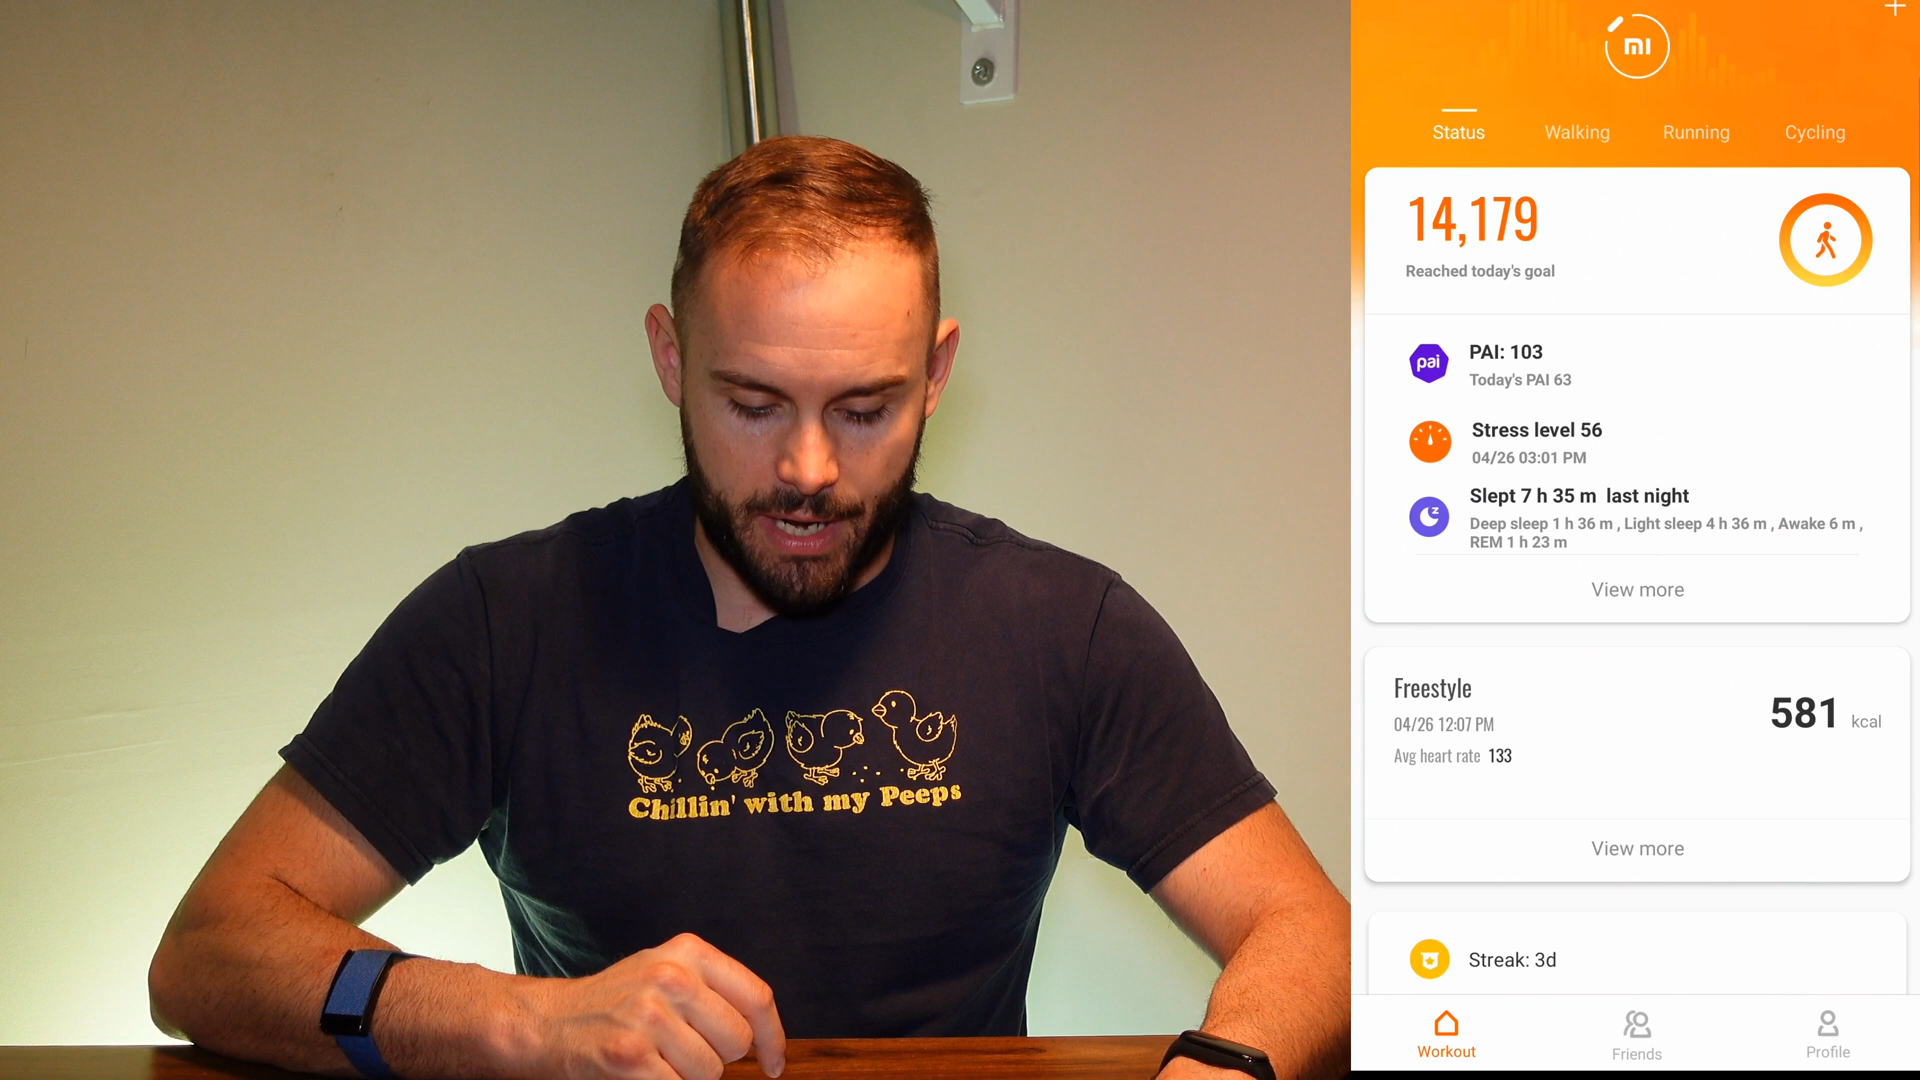 Chillin' with my Peeps
mi
Status Walking Running Cycling
14,179
Reached today's goal
pai
PAI: 103
Today's PAI 63
Stress level 56
04/26 03:01 PM
Slept 7 h 35 m last night
Deep sleep 1 h 36 m , Light sleep 4 h 36 m , Awake 6 m ,
REM 1 h 23 m
View more
Freestyle
04/26 12:07 PM
Avg heart rate 133
581 kcal
View more
Streak: 3d
Workout Friends Profile